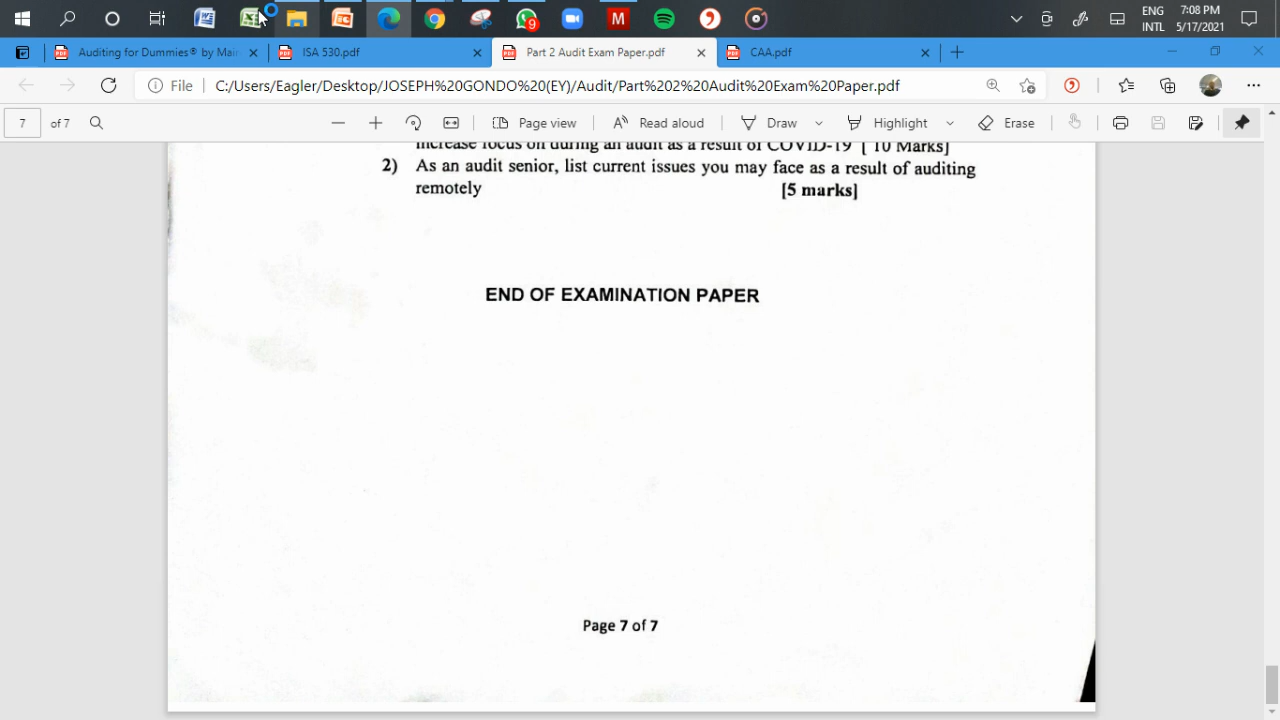 7:08 PM
ENG
INTL
5/17/2021
9
Auditing for Dummies® by Mair
ISA 530.pdf
Part 2 Audit Exam Paper.pdf
CAA.pdf
File
C:/Users/Eagler/Desktop/JOSEPH%20GONDO%20(EY)/Audit/Part%202%20Audit%20Exam%20Paper.pdf
7 of 7
Page view
Read aloud
Draw
Highlight
Erase
increase focus on during an audit as a result of COVID-19 [ 10 Marks]
2) As an audit senior, list current issues you may face as a result of auditing
remotely [5 marks]
END OF EXAMINATION PAPER
Page 7 of 7